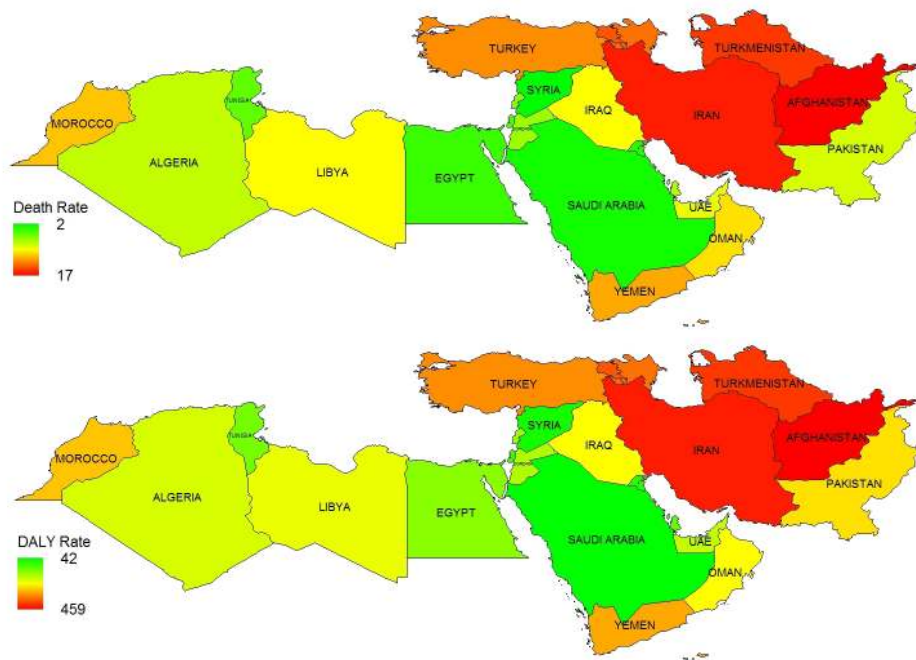 TURKEY
TURKMENISTAN
SYRIA
TUNISIA
IRAQ
IRAN
AFGHANISTAN
MOROCCO
PAKISTAN
ALGERIA
LIBYA
EGYPT
SAUDI ARABIA
UAE
OMAN
YEMEN
Death Rate
2
17
TURKEY
TURKMENISTAN
SYRIA
TUNISIA
IRAQ
IRAN
AFGHANISTAN
MOROCCO
PAKISTAN
ALGERIA
LIBYA
EGYPT
SAUDI ARABIA
UAE
OMAN
YEMEN
DALY Rate
42
459